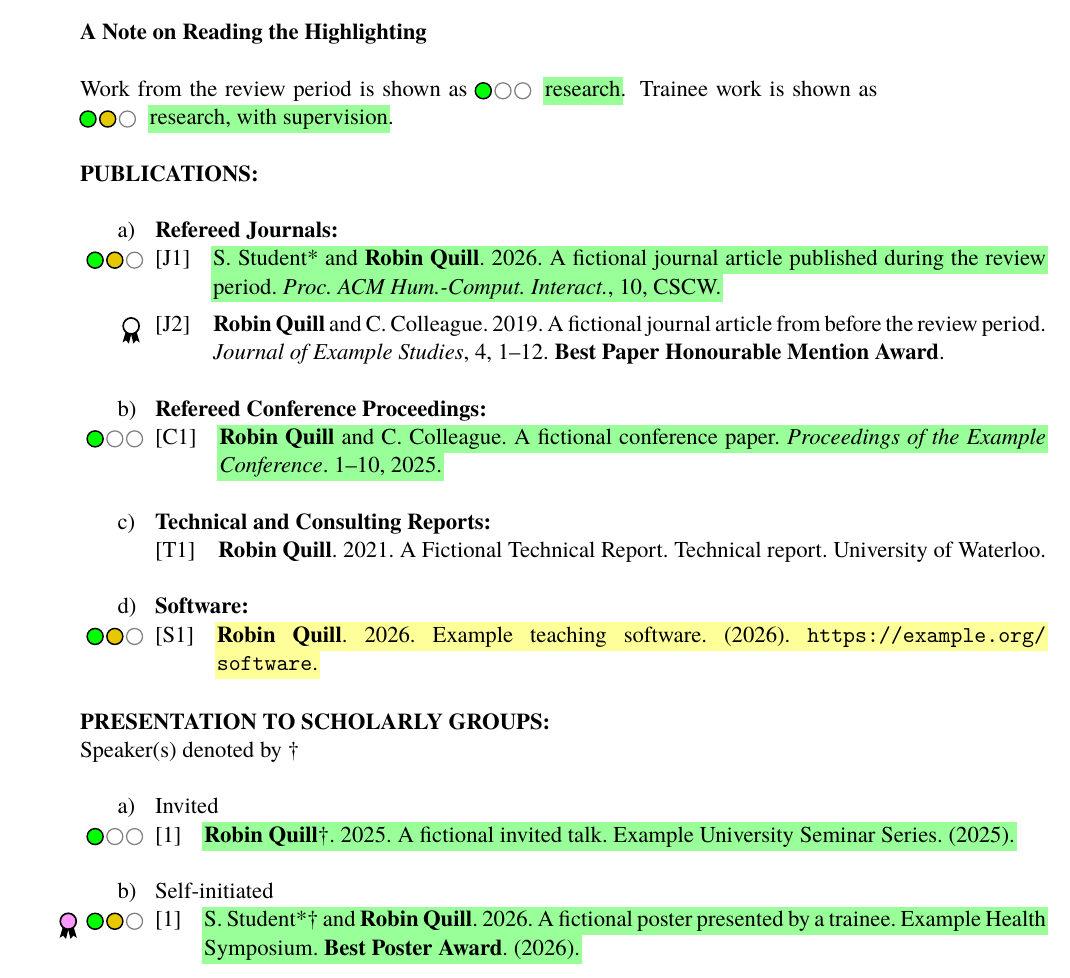 A Note on Reading the Highlighting
Work from the review period is shown as research. Trainee work is shown as
research, with supervision.
PUBLICATIONS:
a) Refereed Journals:
[J1] S. Student* and Robin Quill. 2026. A fictional journal article published during the review
period. Proc. ACM Hum.-Comput. Interact., 10, CSCW.
[J2] Robin Quill and C. Colleague. 2019. A fictional journal article from before the review period.
Journal of Example Studies, 4, 1–12. Best Paper Honourable Mention Award.
b) Refereed Conference Proceedings:
[C1] Robin Quill and C. Colleague. A fictional conference paper. Proceedings of the Example
Conference. 1–10, 2025.
c) Technical and Consulting Reports:
[T1] Robin Quill. 2021. A Fictional Technical Report. Technical report. University of Waterloo.
d) Software:
[S1] Robin Quill. 2026. Example teaching software. (2026). https://example.org/
software.
PRESENTATION TO SCHOLARLY GROUPS:
Speaker(s) denoted by †
a) Invited
[1] Robin Quill†. 2025. A fictional invited talk. Example University Seminar Series. (2025).
b) Self-initiated
[1] S. Student*† and Robin Quill. 2026. A fictional poster presented by a trainee. Example Health
Symposium. Best Poster Award. (2026).